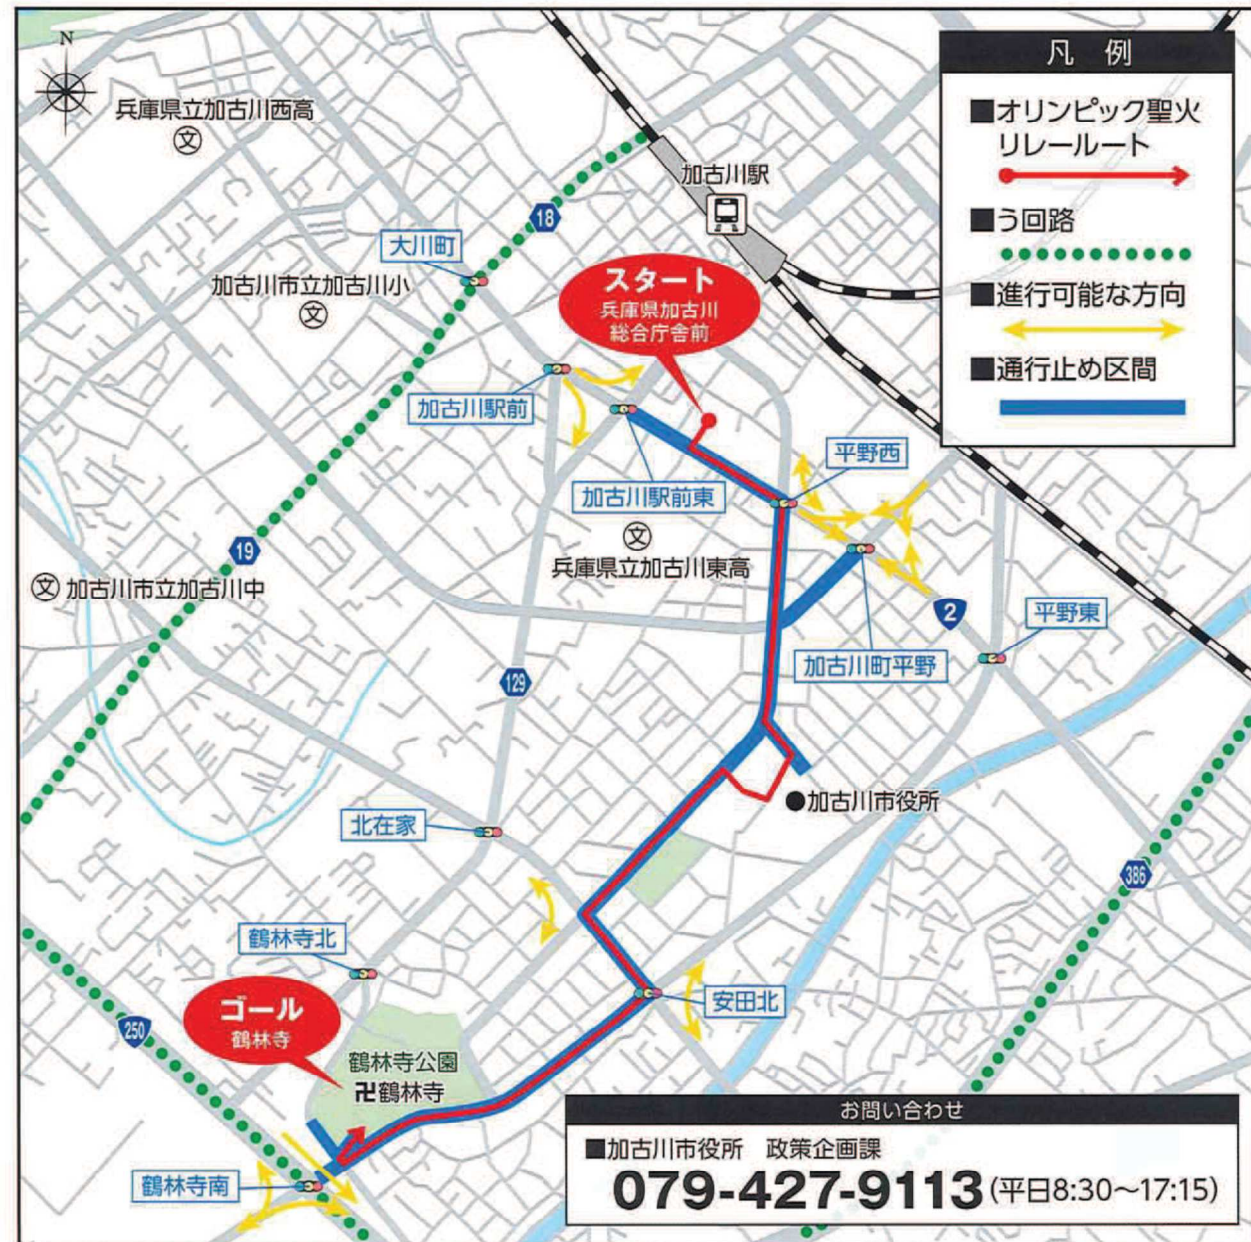 N
兵庫県立加古川西高
文
加古川駅
18
大川町
加古川市立加古川小
文
スタート
兵庫県加古川
総合庁舎前
加古川駅前
平野西
加古川駅前東
文
兵庫県立加古川東高
19
文 加古川市立加古川中
2
平野東
加古川町平野
129
加古川市役所
北在家
386
鶴林寺北
ゴール
鶴林寺
安田北
250
鶴林寺公園
卍鶴林寺
鶴林寺南
凡 例
■オリンピック聖火
リレールート
■う回路
■進行可能な方向
■通行止め区間
お問い合わせ
■加古川市役所 政策企画課
079-427-9113(平日8:30~17:15)